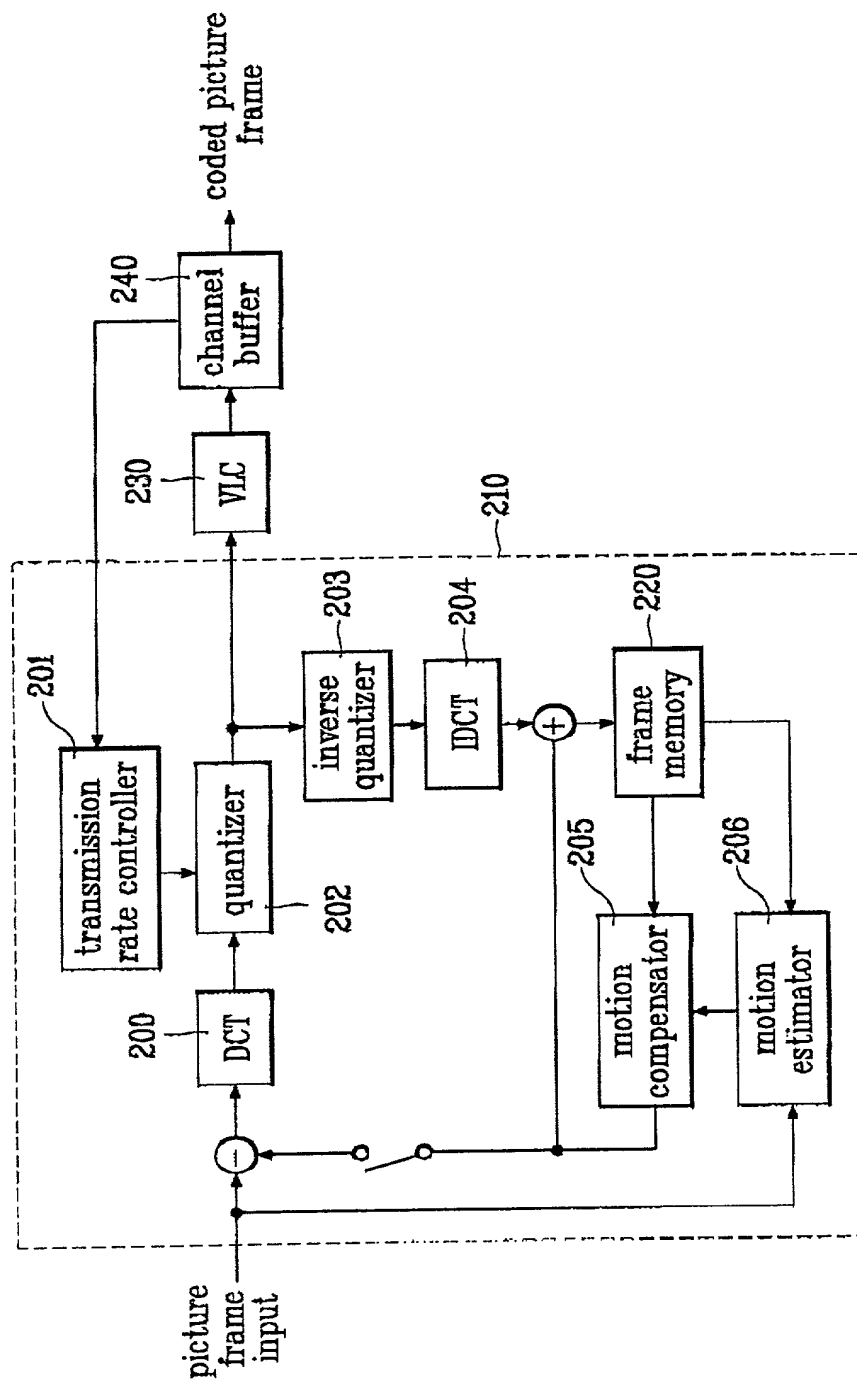 picture
frame
input
200
DCT
201
transmission
rate controller
quantizer
202
203
inverse
quantizer
204
IDCT
+
220
frame
memory
205
motion
compensator
206
motion
estimator
-
210
230
VLC
240
channel
buffer
coded picture
frame